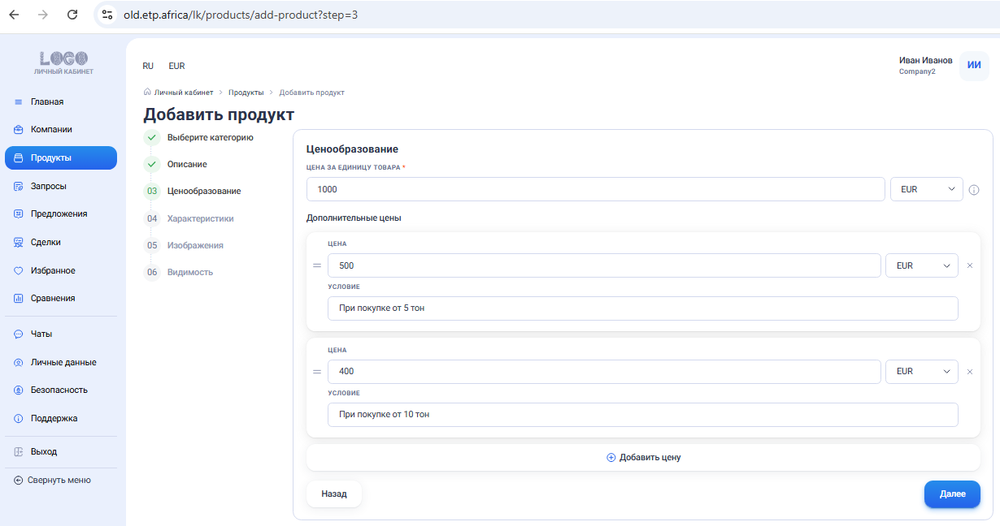 old.etp.africa/lk/products/add-product?step=3
LOGO
ЛИЧНЫЙ КАБИНЕТ
Главная
Компании
Продукты
Запросы
Предложения
Сделки
Избранное
Сравнения
Чаты
Личные данные
Безопасность
Поддержка
Выход
Свернуть меню
RU EUR
Иван Иванов
Company2
ИИ
Личный кабинет > Продукты > Добавить продукт
Добавить продукт
Выберите категорию
Описание
03 Ценообразование
04 Характеристики
05 Изображения
06 Видимость
Ценообразование
ЦЕНА ЗА ЕДИНИЦУ ТОВАРА *
1000 EUR
Дополнительные цены
ЦЕНА
500 EUR
УСЛОВИЕ
При покупке от 5 тон
ЦЕНА
400 EUR
УСЛОВИЕ
При покупке от 10 тон
Добавить цену
Назад Далее